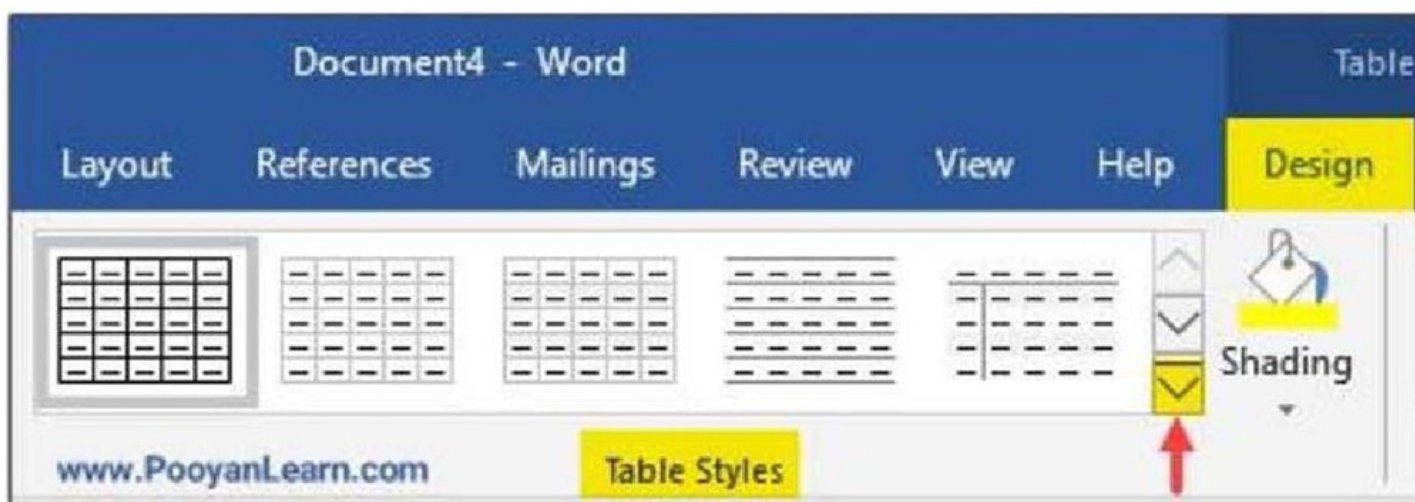 Document4 - Word
Table
Layout References Mailings Review View Help Design
Shading
www.PooyanLearn.com
Table Styles